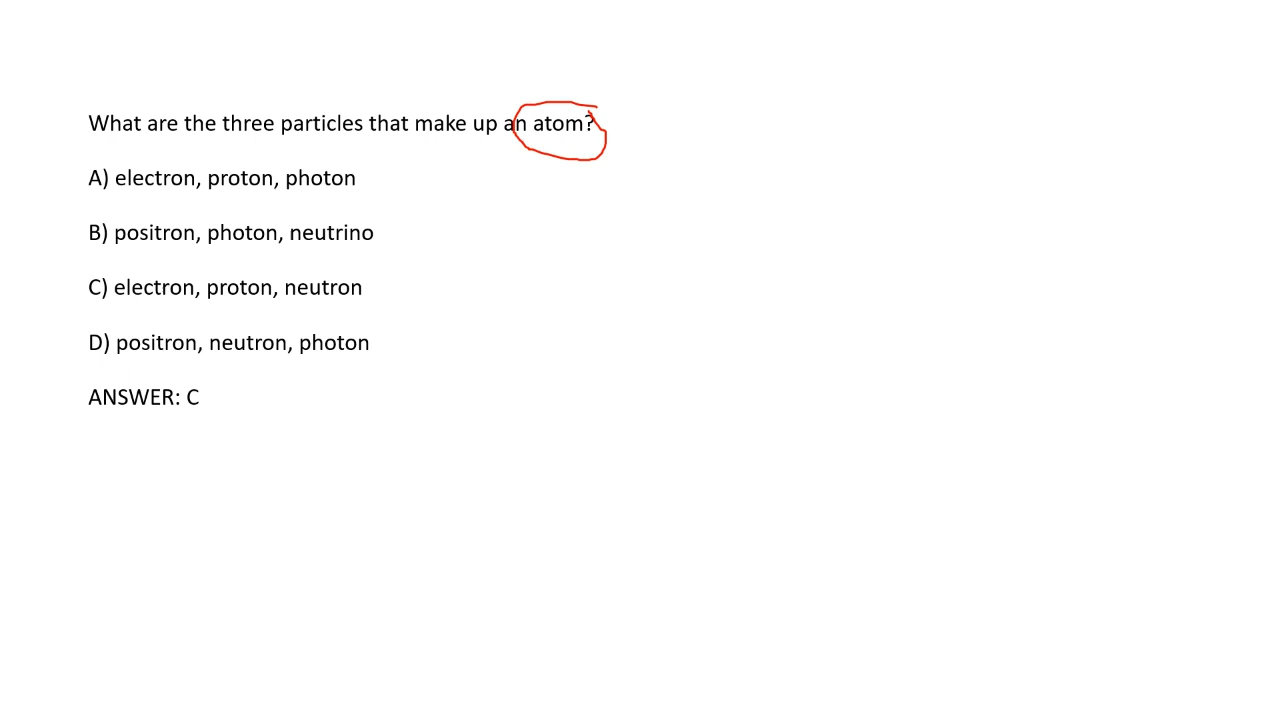 What are the three particles that make up an atom?
A) electron, proton, photon
B) positron, photon, neutrino
C) electron, proton, neutron
D) positron, neutron, photon
ANSWER: C